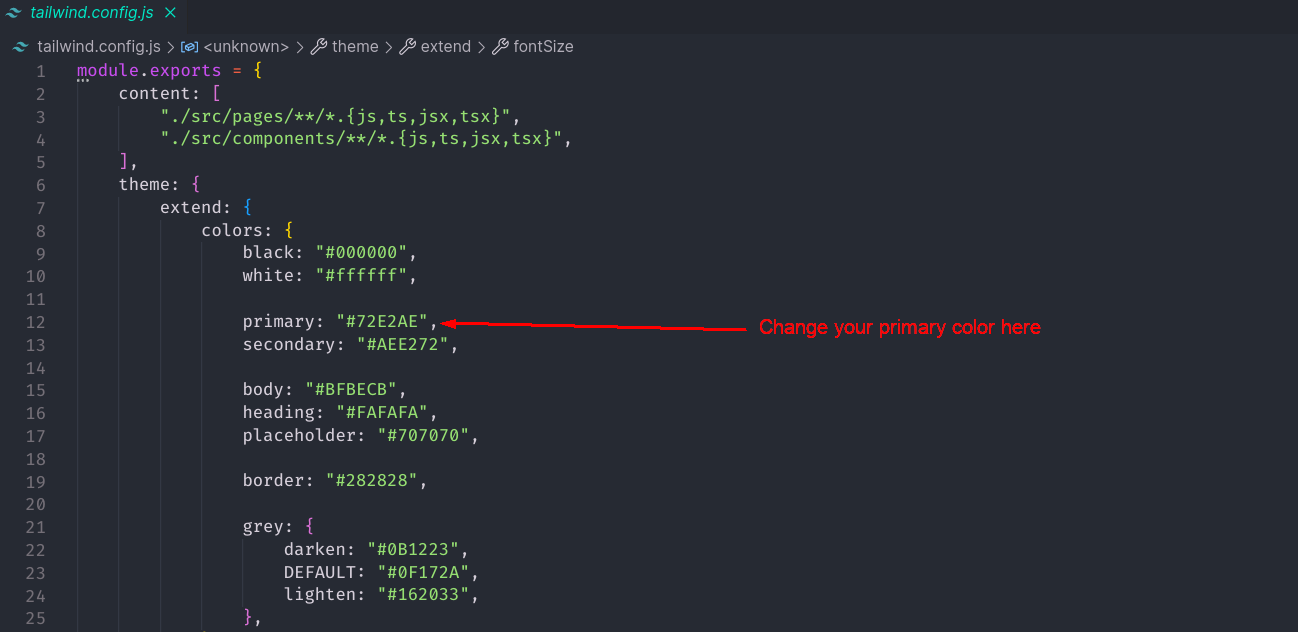 tailwind.config.js
tailwind.config.js > <unknown> > theme > extend > fontSize
1 module.exports = {
2 content: [
3 "./src/pages/**/*.{js,ts,jsx,tsx}",
4 "./src/components/**/*.{js,ts,jsx,tsx}",
5 ],
6 theme: {
7 extend: {
8 colors: {
9 black: "#000000",
10 white: "#ffffff",
11
12 primary: "#72E2AE", Change your primary color here
13 secondary: "#AEE272",
14
15 body: "#BFBECB",
16 heading: "#FAFAFA",
17 placeholder: "#707070",
18
19 border: "#282828",
20
21 grey: {
22 darken: "#0B1223",
23 DEFAULT: "#0F172A",
24 lighten: "#162033",
25 },